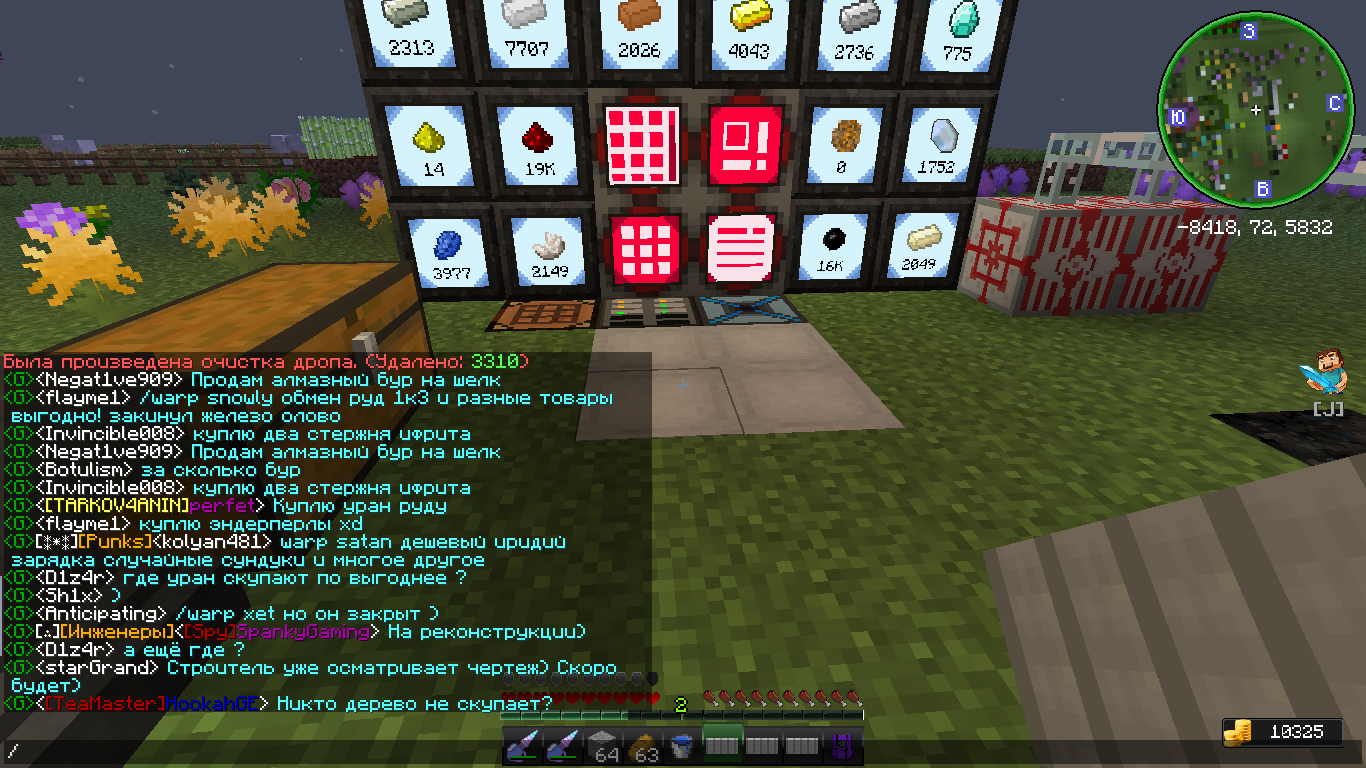 2313 7707 2026 4043 2736 775
З
С
Ю
В
14 19K 0 1752
-8418, 72, 5832
3977 2149 16K 2049
Была произведена очистка дропа. (Удалено: 3310)
<G><Negat1ve909> Продам алмазный бур на шелк
<G><flayme1> /warp snowly обмен руд 1к3 и разные товары
выгодно! закинул железо олово
<G><Invincible008> куплю два стержня ифрита
<G><Negat1ve909> Продам алмазный бур на шелк
<G><Botulism> за сколько бур
<G><Invincible008> куплю два стержня ифрита
<G><[TARKOV4ANIN]perfet> Куплю уран руду
<G><flayme1> куплю эндерперлы xd
<G>[⁂][Punks]<kolyan481> warp satan дешевый иридий
зарядка случайные сундуки и многое другое
<G><D1z4r> где уран скупают по выгоднее ?
<G><Sh1x> )
<G><Anticipating> /warp xet но он закрыт )
<G>[∴][Инженеры]<[Spy]SpankyGaming> На реконструкции)
<G><D1z4r> а ещё где ?
<G><starGrand> Строитель уже осматривает чертеж) Скоро
будет)
<G><[TeaMaster]HookahGE> Никто дерево не скупает?
[J]
2
64 63
10325
/